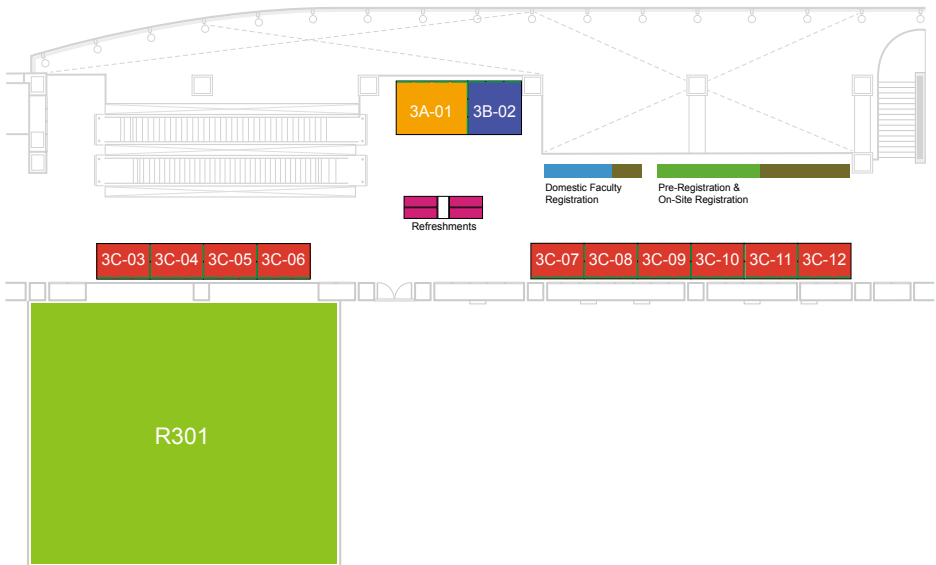 3A-01
3B-02
Domestic Faculty
Registration
Pre-Registration &
On-Site Registration
Refreshments
3C-03
3C-04
3C-05
3C-06
3C-07
3C-08
3C-09
3C-10
3C-11
3C-12
R301